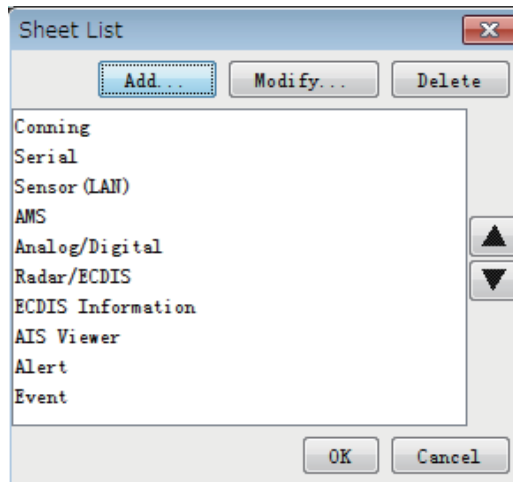 Sheet List
Add... Modify... Delete
Conning
Serial
Sensor(LAN)
AMS
Analog/Digital
Radar/ECDIS
ECDIS Information
AIS Viewer
Alert
Event
OK Cancel